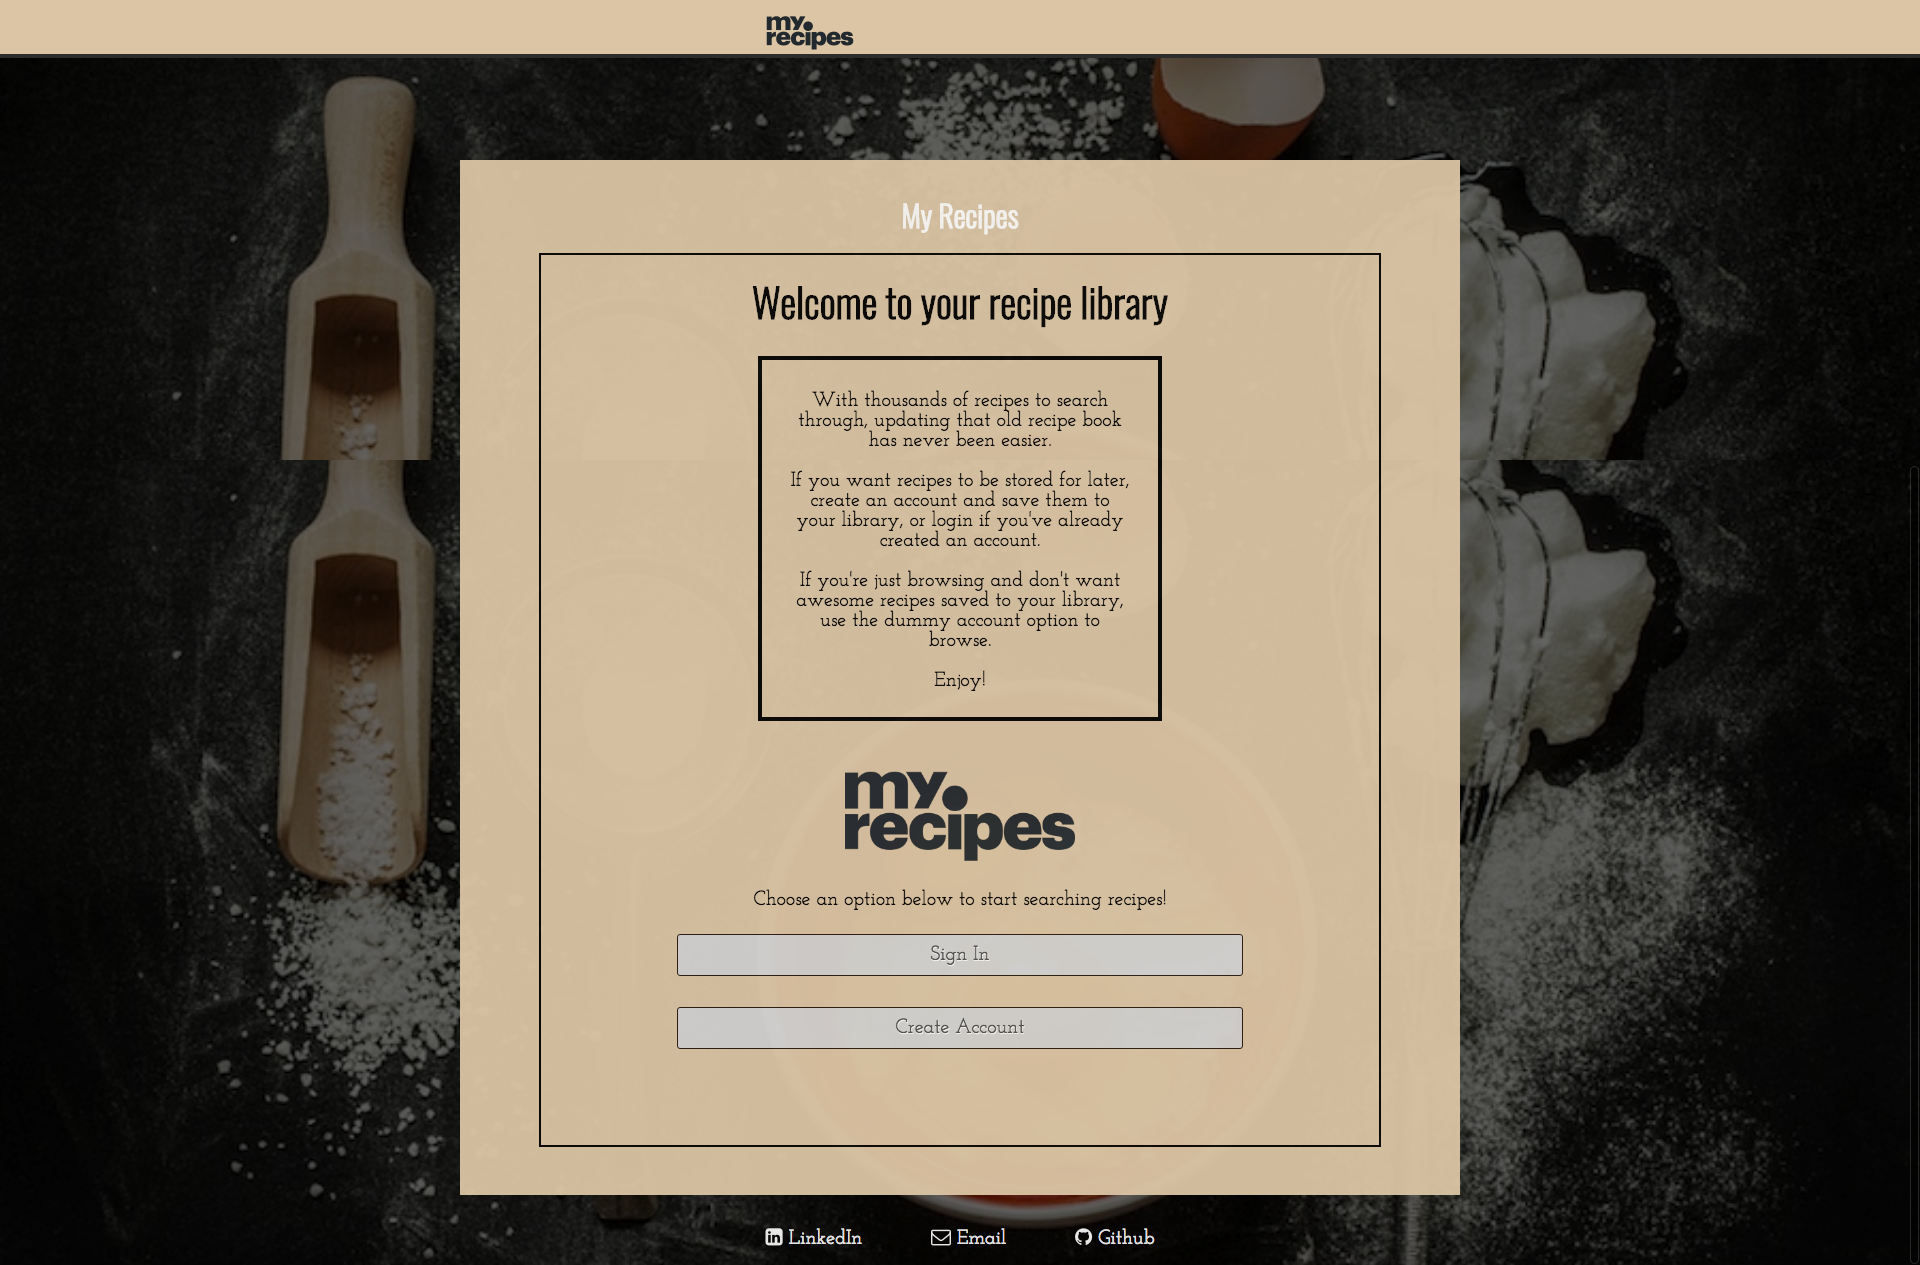 my.
recipes
My Recipes
Welcome to your recipe library
With thousands of recipes to search
through, updating that old recipe book
has never been easier.
If you want recipes to be stored for later,
create an account and save them to
your library, or login if you've already
created an account.
If you're just browsing and don't want
awesome recipes saved to your library,
use the dummy account option to
browse.
Enjoy!
my.
recipes
Choose an option below to start searching recipes!
Sign In
Create Account
LinkedIn Email Github